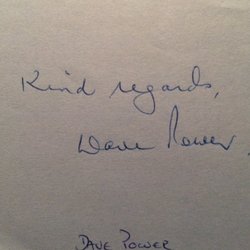 Kind regards,
Dave Power.
DAVE POWER